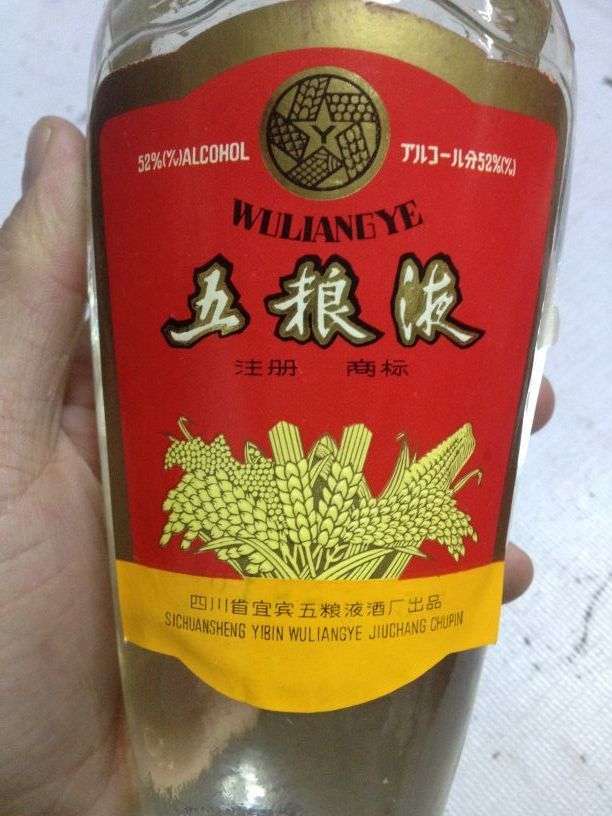 Y
52%(%)ALCOHOL アルコール分52%(%)
WULIANGYE
五粮液
注册 商标
四川省宜宾五粮液酒厂出品
SICHUANSHENG YIBIN WULIANGYE JIUCHANG CHUPIN